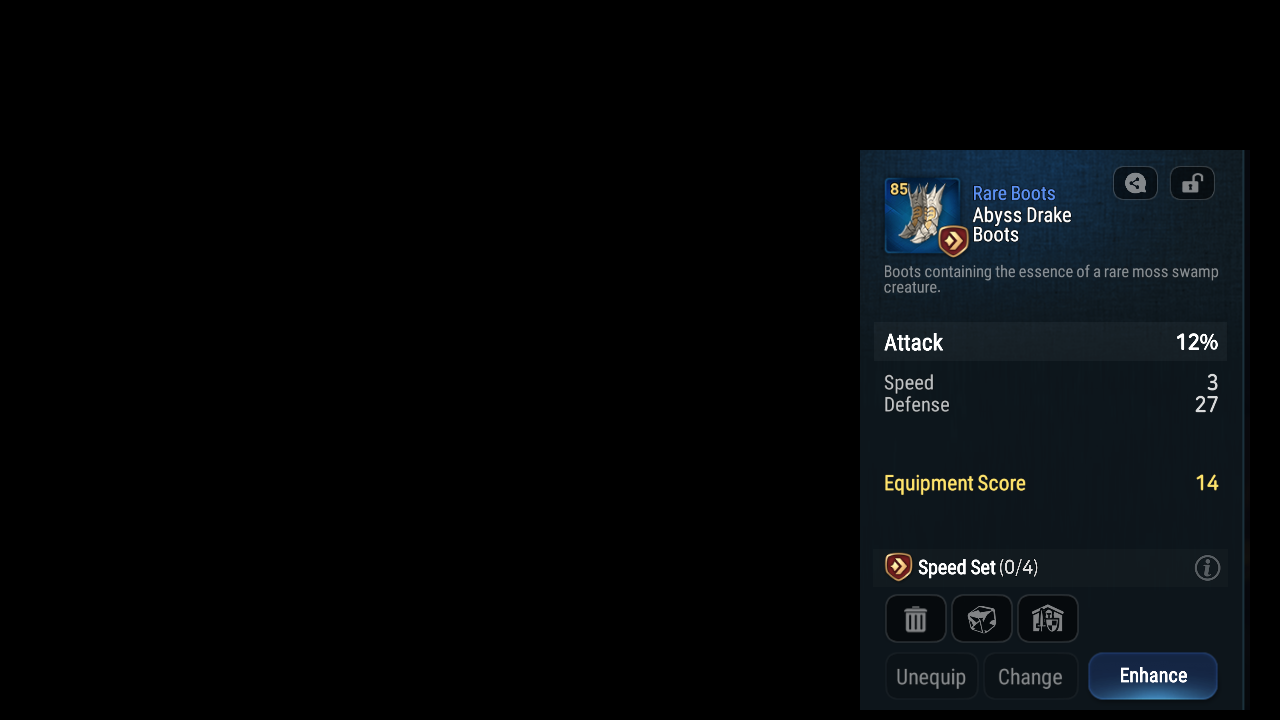 85
Rare Boots
Abyss Drake
Boots
Boots containing the essence of a rare moss swamp
creature.
Attack 12%
Speed 3
Defense 27
Equipment Score 14
Speed Set (0/4)
Unequip Change Enhance